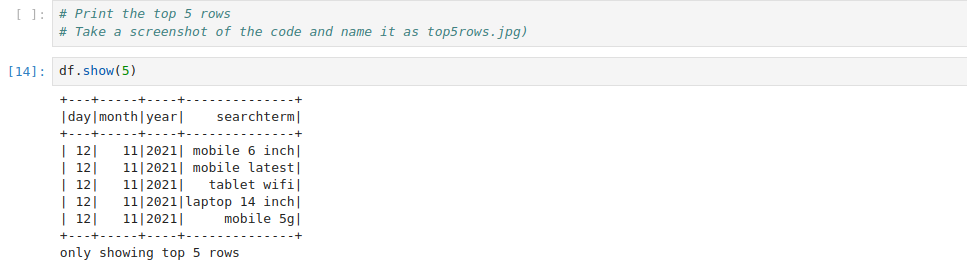 [ ]: # Print the top 5 rows
# Take a screenshot of the code and name it as top5rows.jpg)
[14]: df.show(5)
+---+-----+----+--------------+
|day|month|year|    searchterm|
+---+-----+----+--------------+
| 12|   11|2021| mobile 6 inch|
| 12|   11|2021| mobile latest|
| 12|   11|2021|   tablet wifi|
| 12|   11|2021|laptop 14 inch|
| 12|   11|2021|     mobile 5g|
+---+-----+----+--------------+
only showing top 5 rows